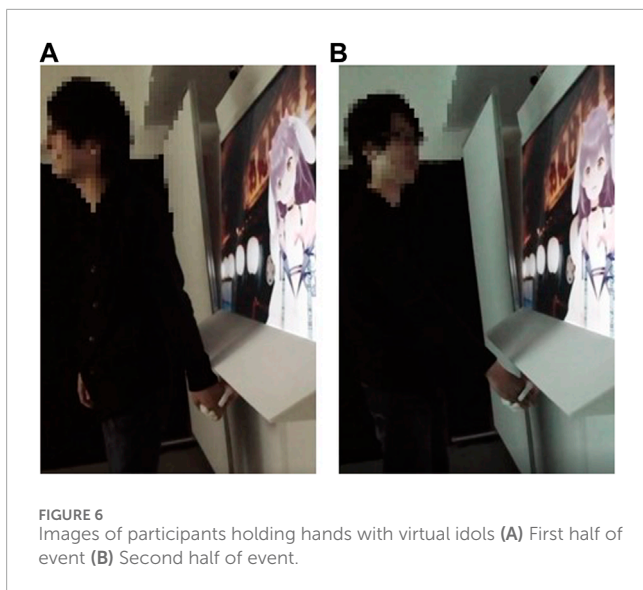 A B
FIGURE 6
Images of participants holding hands with virtual idols (A) First half of
event (B) Second half of event.